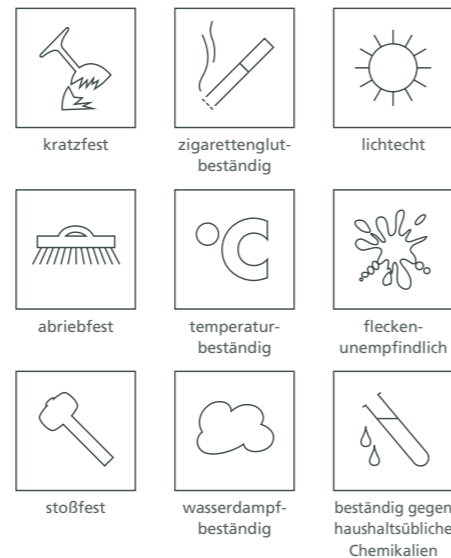 kratzfest
zigarettenglut-
beständig
lichtecht
abriebfest
°C
temperatur-
beständig
flecken-
unempfindlich
stoßfest
wasserdampf-
beständig
beständig gegen
haushaltsübliche
Chemikalien